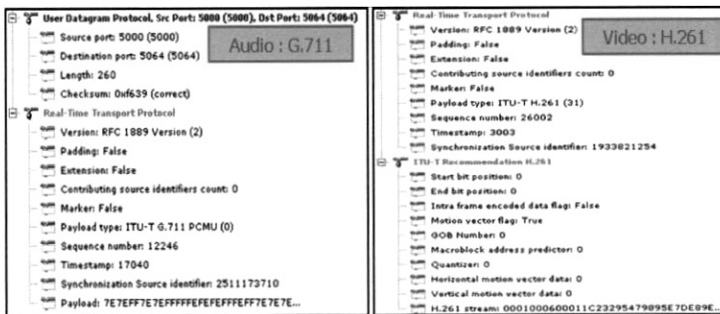 User Datagram Protocol, Src Port: 5000 (5000), Dst Port: 5064 (5064)
Source port: 5000 (5000)
Destination port: 5064 (5064)
Length: 260
Checksum: 0xf639 (correct)
Audio : G.711
Real-Time Transport Protocol
Version: RFC 1889 Version (2)
Padding: False
Extension: False
Contributing source identifiers count: 0
Marker: False
Payload type: ITU-T G.711 PCMU (0)
Sequence number: 12246
Timestamp: 17040
Synchronization Source identifier: 2511173710
Payload: 7E7EFF7E7EFFFFFEFEFEFFFEFF7E7E7E...
Real-Time Transport Protocol
Version: RFC 1889 Version (2)
Padding: False
Extension: False
Contributing source identifiers count: 0
Marker: False
Payload type: ITU-T H.261 (31)
Sequence number: 26002
Timestamp: 3003
Synchronization Source identifier: 1933821254
Video : H.261
ITU-T Recommendation H.261
Start bit position: 0
End bit position: 0
Intra frame encoded data flag: False
Motion vector flag: True
GOB Number: 0
Macroblock address predictor: 0
Quantizer: 0
Horizontal motion vector data: 0
Vertical motion vector data: 0
H.261 stream: 0001000600011C23295479895E7DE89E...